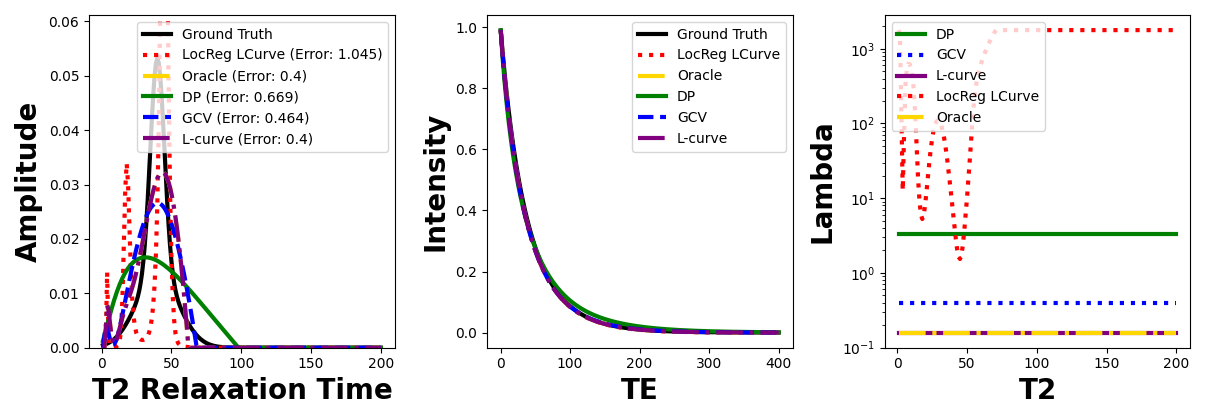 0.06
0.05
0.04
0.03
0.02
0.01
0.00
Amplitude
0
50
100
150
200
T2 Relaxation Time
Ground Truth
LocReg LCurve (Error: 1.045)
Oracle (Error: 0.4)
DP (Error: 0.669)
GCV (Error: 0.464)
L-curve (Error: 0.4)
1.0
0.8
0.6
0.4
0.2
0.0
Intensity
0
100
200
300
400
TE
Ground Truth
LocReg LCurve
Oracle
DP
GCV
L-curve
10³
10²
10¹
10⁰
10⁻¹
Lambda
0
50
100
150
200
T2
DP
GCV
L-curve
LocReg LCurve
Oracle